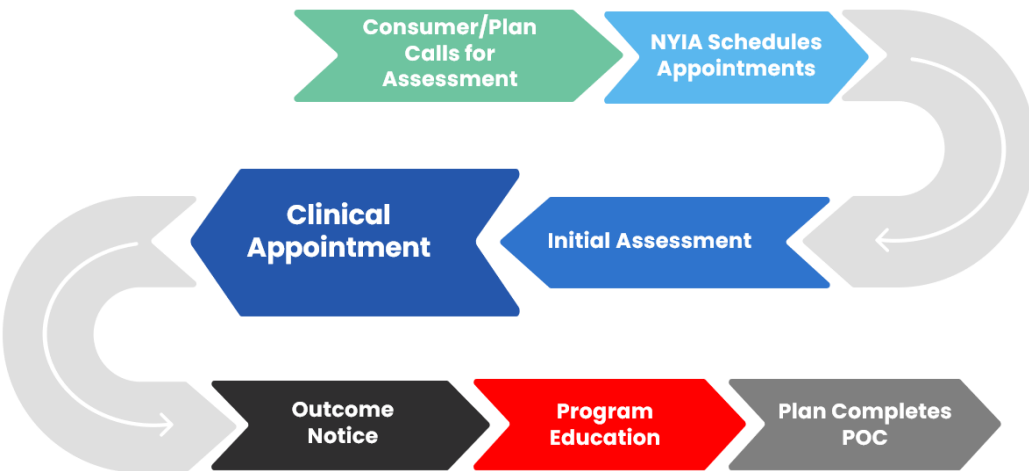 Consumer/Plan
Calls for
Assessment
NYIA Schedules
Appointments
Initial Assessment
Clinical
Appointment
Outcome
Notice
Program
Education
Plan Completes
POC